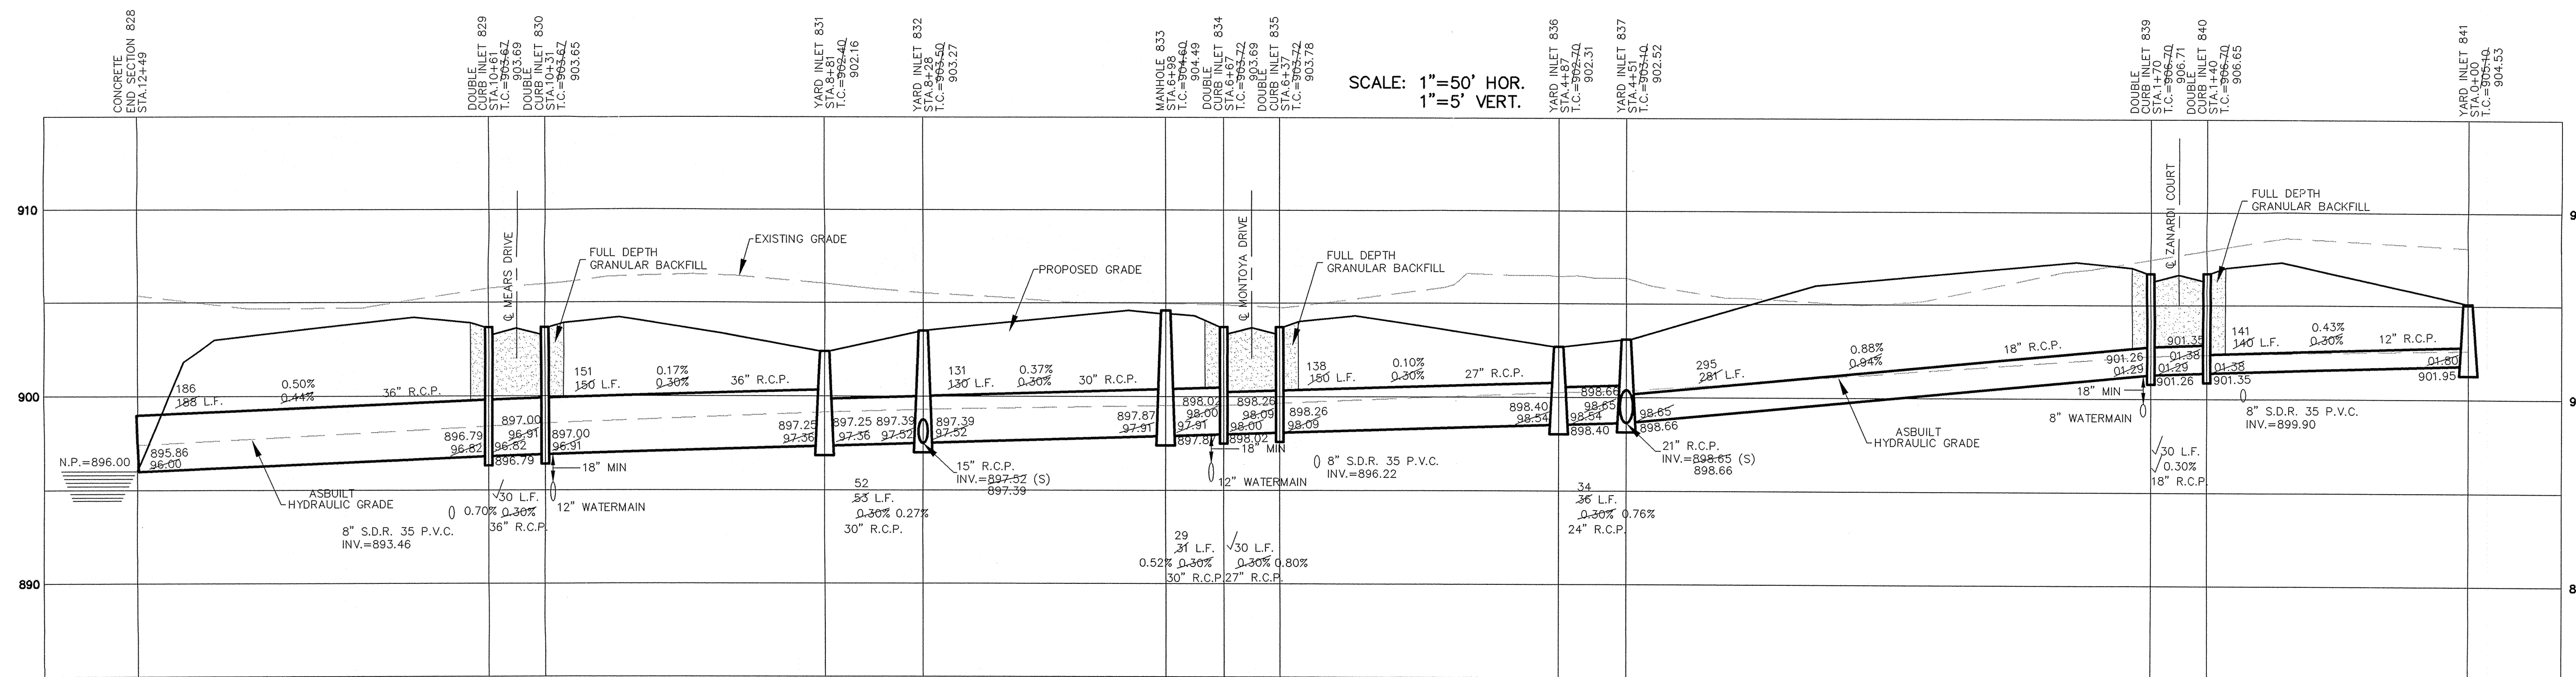 CONCRETE
END SECTION 828
STA.12+49
DOUBLE
CURB INLET 829
STA.10+61
T.C.=903.67
903.69
DOUBLE
CURB INLET 830
STA.10+31
T.C.=903.67
903.65
YARD INLET 831
STA.8+81
T.C.=902.40
902.16
YARD INLET 832
STA.8+28
T.C.=903.50
903.27
MANHOLE 833
STA.6+98
T.C.=904.60
904.49
DOUBLE
CURB INLET 834
STA.6+67
T.C.=903.72
903.69
DOUBLE
CURB INLET 835
STA.6+37
T.C.=903.72
903.78
SCALE: 1"=50' HOR.
1"=5' VERT.
YARD INLET 836
STA.4+87
T.C.=902.70
902.31
YARD INLET 837
STA.4+51
T.C.=903.10
902.52
DOUBLE
CURB INLET 839
STA.1+70
T.C.=906.70
906.71
DOUBLE
CURB INLET 840
STA.1+40
T.C.=906.70
906.65
YARD INLET 841
STA.0+00
T.C.=905.10
904.53
910
900
890
9
9
8
℄ MEARS DRIVE
℄ MONTOYA DRIVE
℄ ZANARDI COURT
EXISTING GRADE
PROPOSED GRADE
FULL DEPTH
GRANULAR BACKFILL
FULL DEPTH
GRANULAR BACKFILL
FULL DEPTH
GRANULAR BACKFILL
186
188 L.F.
0.50%
0.44%
36" R.C.P.
151
150 L.F.
0.17%
0.30%
36" R.C.P.
131
130 L.F.
0.37%
0.30%
30" R.C.P.
138
150 L.F.
0.10%
0.30%
27" R.C.P.
295
281 L.F.
0.88%
0.94%
18" R.C.P.
141
140 L.F.
0.43%
0.30%
12" R.C.P.
N.P.=896.00
895.86
96.00
896.79
96.82
897.00
96.91
96.82
896.79
897.00
96.91
897.25
97.36
897.25
97.36
897.39
97.52
897.39
97.52
897.87
97.91
898.02
98.00
97.91
897.87
898.26
98.09
98.00
898.02
898.26
98.09
898.40
98.54
898.66
98.65
98.54
898.40
98.65
898.66
901.26
01.29
901.35
01.38
01.29
901.26
01.38
901.35
01.80
901.95
ASBUILT
HYDRAULIC GRADE
8" S.D.R. 35 P.V.C.
INV.=893.46
√30 L.F.
0.70% 0.30%
36" R.C.P.
18" MIN
12" WATERMAIN
52
53 L.F.
0.30% 0.27%
30" R.C.P.
15" R.C.P.
INV.=897.52 (S)
897.39
29
31 L.F.
0.52% 0.30%
30" R.C.P.
√30 L.F.
0.30% 0.80%
27" R.C.P.
18" MIN
12" WATERMAIN
8" S.D.R. 35 P.V.C.
INV.=896.22
34
36 L.F.
0.30% 0.76%
24" R.C.P.
21" R.C.P.
INV.=898.65 (S)
898.66
ASBUILT
HYDRAULIC GRADE
18" MIN
8" WATERMAIN
√30 L.F.
√0.30%
18" R.C.P.
8" S.D.R. 35 P.V.C.
INV.=899.90